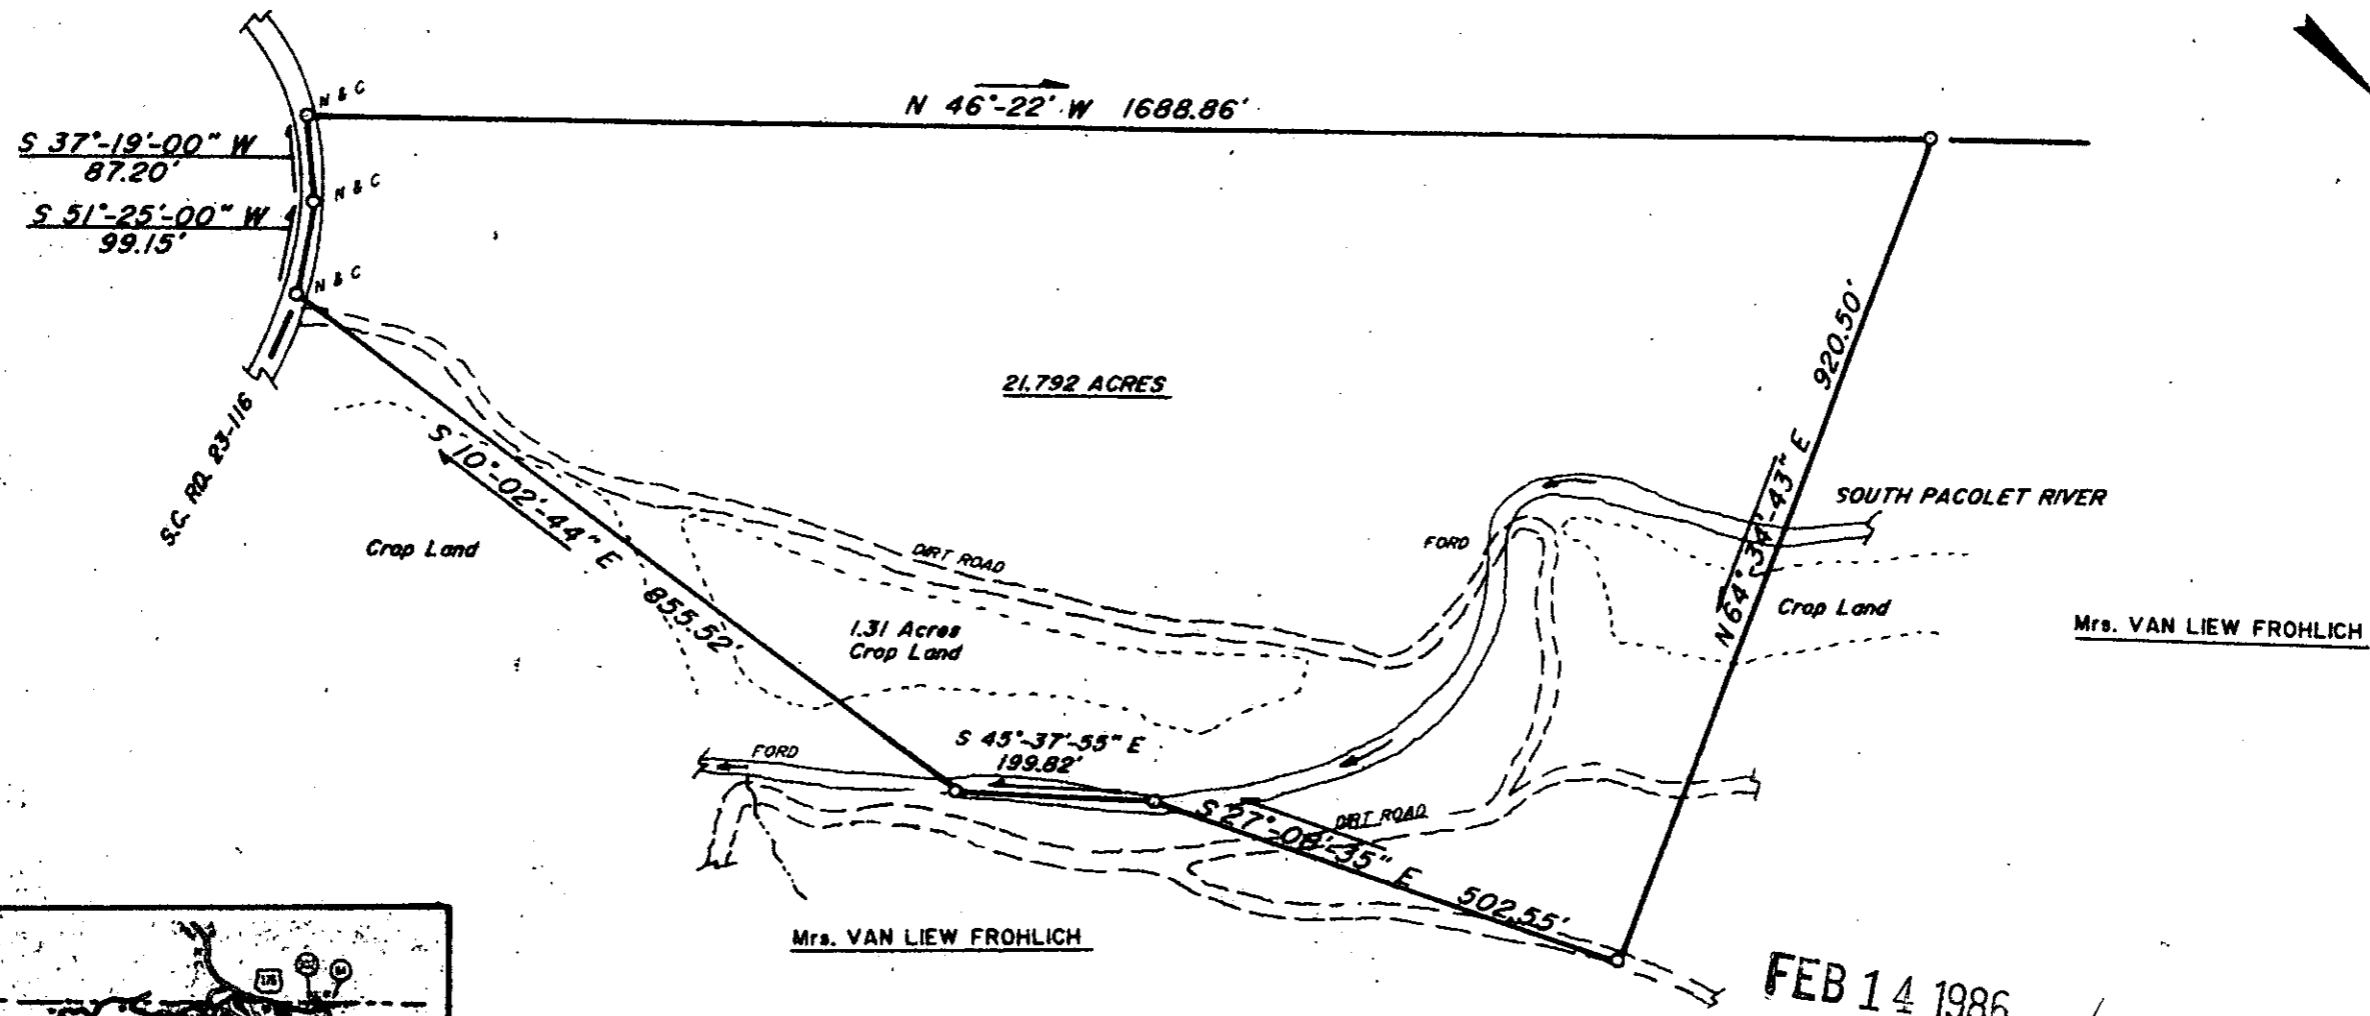 N & C
N 46°-22' W 1688.86'
S 37°-19'-00" W
87.20'
N & C
S 51°-25'-00" W
99.15'
N & C
S.C. RD. 23-116
21.792 ACRES
920.50'
N 64°-34'-43" E
SOUTH PACOLET RIVER
S 10°-02'-44" E 855.52'
Crop Land
DIRT ROAD
FORD
Crop Land
Mrs. VAN LIEW FROHLICH
1.31 Acres
Crop Land
S 45°-37'-55" E
199.82'
FORD
S 27°-08'-35" E 502.55'
DIRT ROAD
Mrs. VAN LIEW FROHLICH
FEB 14 1986
176